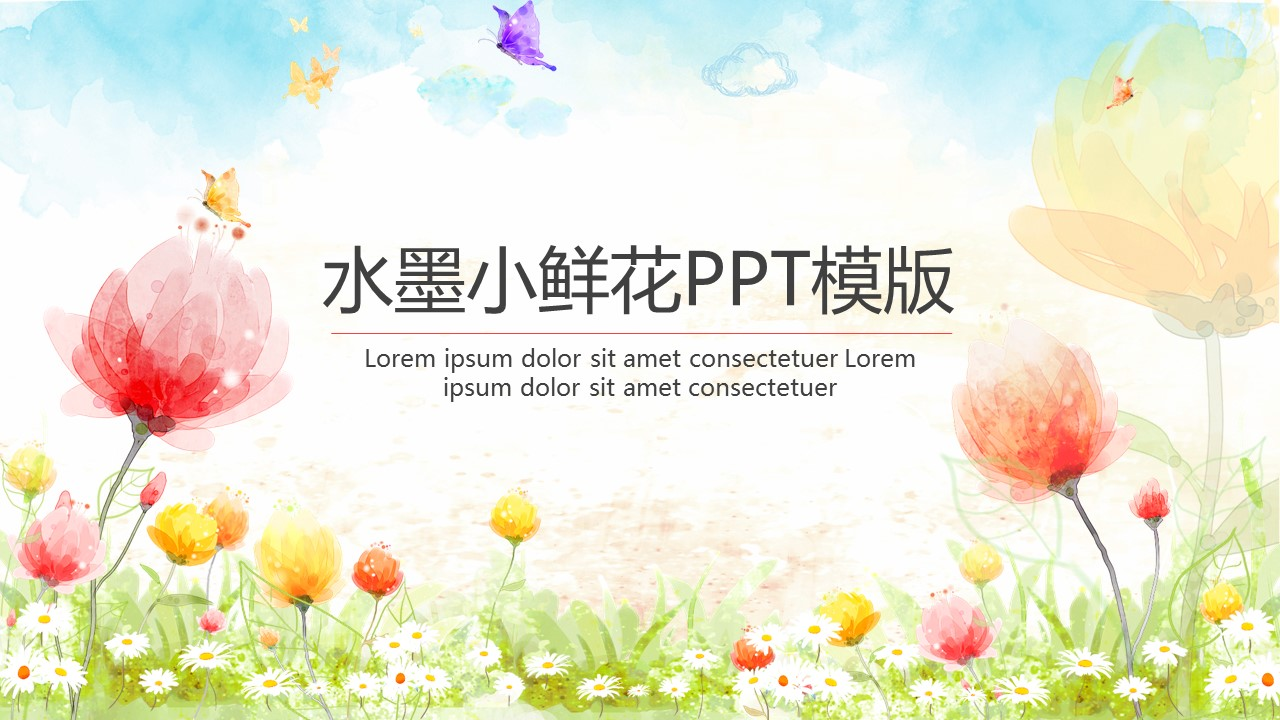 水墨小鲜花PPT模版
Lorem ipsum dolor sit amet consectetuer Lorem
ipsum dolor sit amet consectetuer